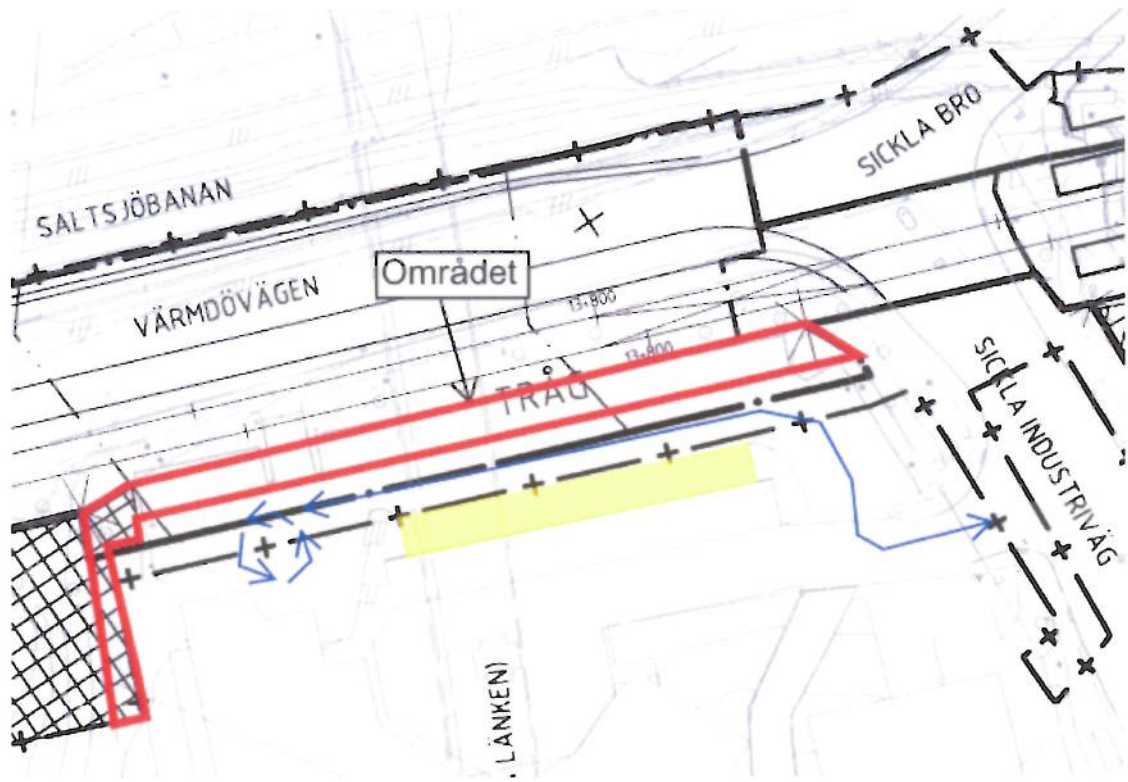 SALTSJÖBANAN
SICKLA BRO
VÄRMDÖVÄGEN
Området
13+800
13+800
TRÅG
SICKLA INDUSTRIVÄG
LÄNKEN)